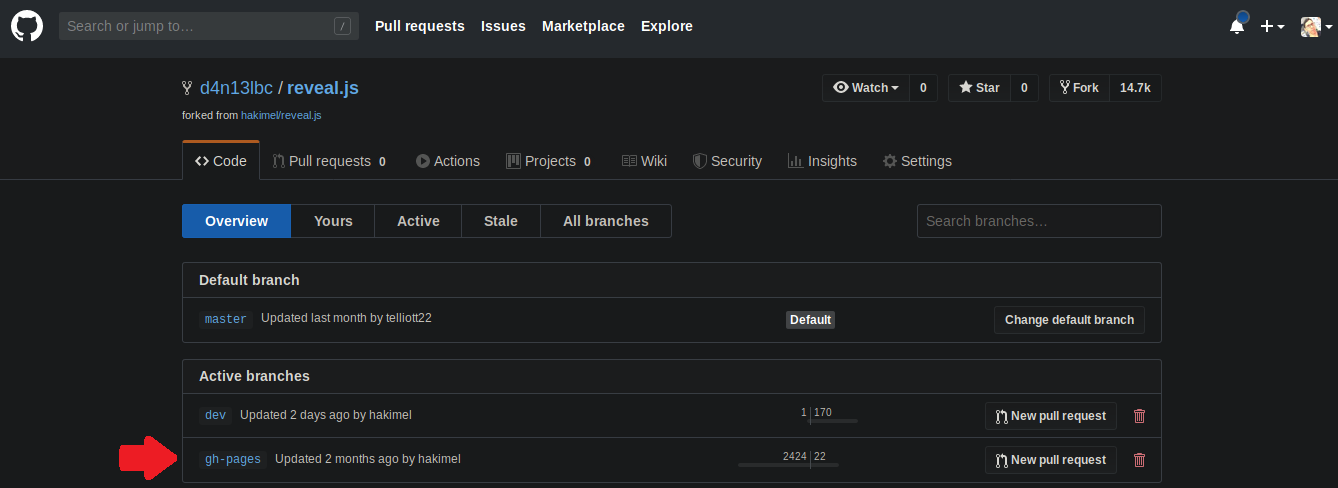 Search or jump to… / Pull requests Issues Marketplace Explore
d4n13lbc / reveal.js Watch 0 Star 0 Fork 14.7k
forked from hakimel/reveal.js
Code Pull requests 0 Actions Projects 0 Wiki Security Insights Settings
Overview Yours Active Stale All branches Search branches…
Default branch
master Updated last month by telliott22 Default Change default branch
Active branches
dev Updated 2 days ago by hakimel 1 170 New pull request
gh-pages Updated 2 months ago by hakimel 2424 22 New pull request